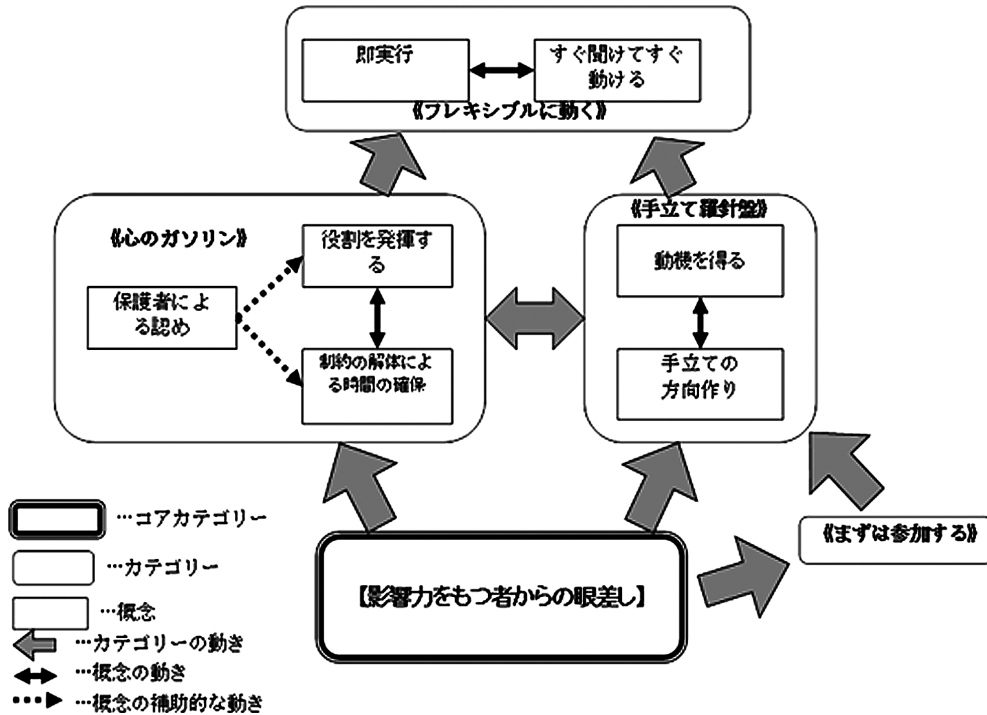 即実行
すぐ聞けてすぐ
動ける
《フレキシブルに動く》
《心のガソリン》
役割を発揮す
る
保護者によ
る認め
制約の解体によ
る時間の確保
《手立て羅針盤》
動機を得る
手立ての
方向作り
《まずは参加する》
【影響力をもつ者からの眼差し】
…コアカテゴリー
…カテゴリー
…概念
…カテゴリーの動き
…概念の動き
…概念の補助的な動き